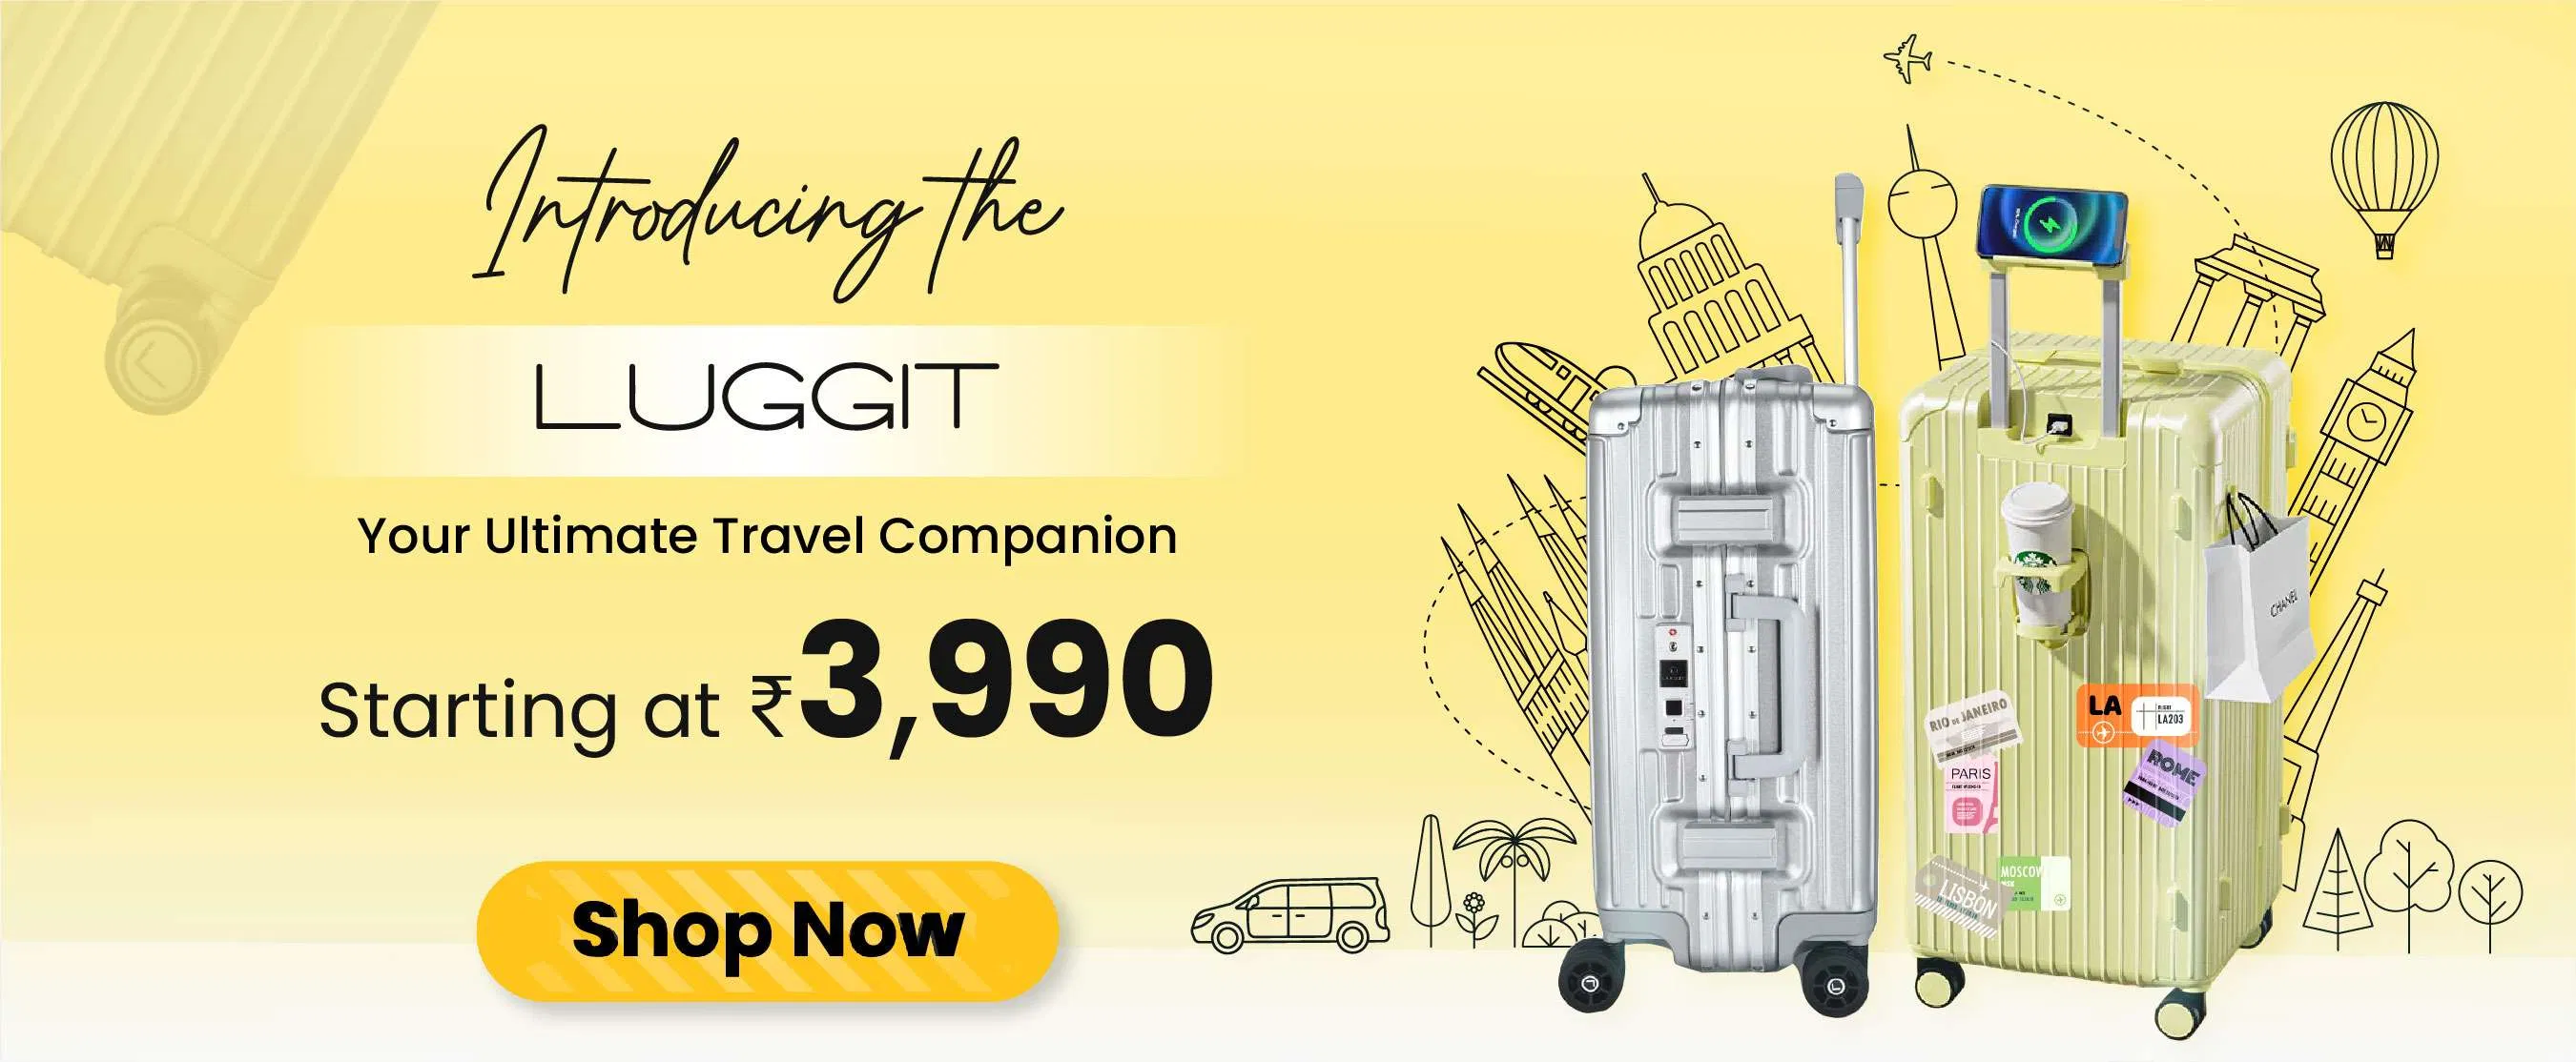 Introducing the
LUGGIT
Your Ultimate Travel Companion
Starting at ₹3,990
Shop Now
CHANEL
RIO DE JANEIRO
LA
FLIGHT
LA203
PARIS
ROME
MOSCOW
LISBON